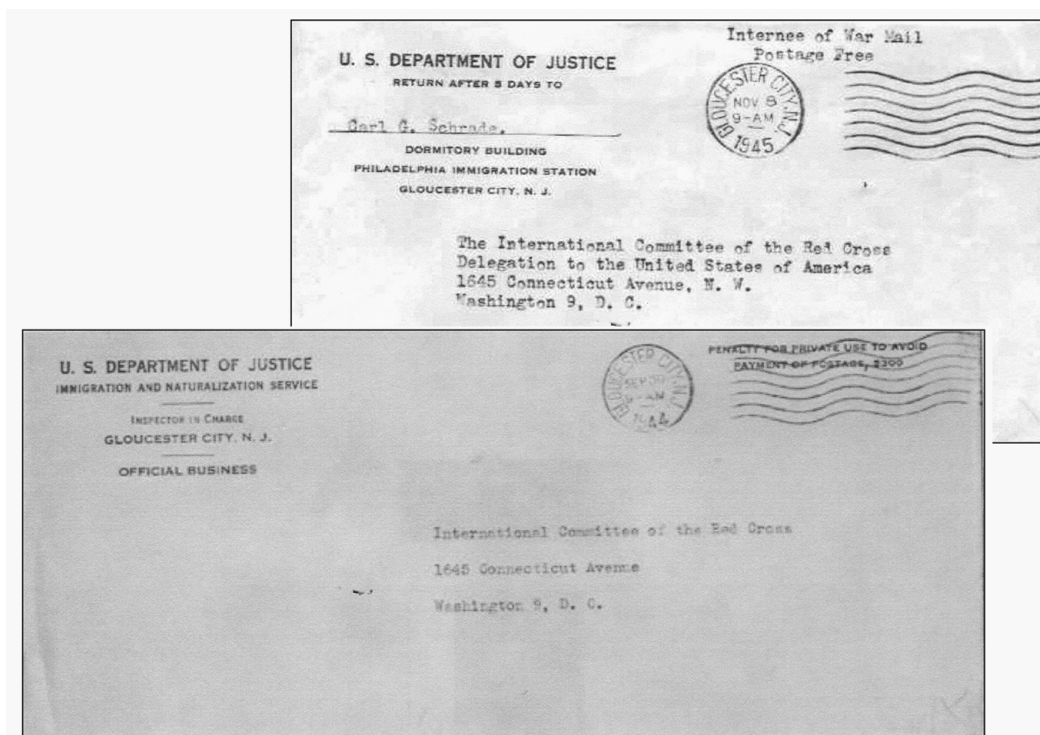 Internee of War Mail
Postage Free
U. S. DEPARTMENT OF JUSTICE
RETURN AFTER 5 DAYS TO
Carl G. Schrade.
DORMITORY BUILDING
PHILADELPHIA IMMIGRATION STATION
GLOUCESTER CITY, N. J.
GLOUCESTER CITY, N.J.
NOV 8
9-AM
1945
The International Committee of the Red Cross
Delegation to the United States of America
1645 Connecticut Avenue, N. W.
Washington 9, D. C.
U. S. DEPARTMENT OF JUSTICE
IMMIGRATION AND NATURALIZATION SERVICE
INSPECTOR IN CHARGE
GLOUCESTER CITY, N. J.
OFFICIAL BUSINESS
GLOUCESTER CITY, N.J.
SEP
-AM
1944
PENALTY FOR PRIVATE USE TO AVOID
PAYMENT OF POSTAGE, $300
International Committee of the Red Cross
1645 Connecticut Avenue
Washington 9, D. C.